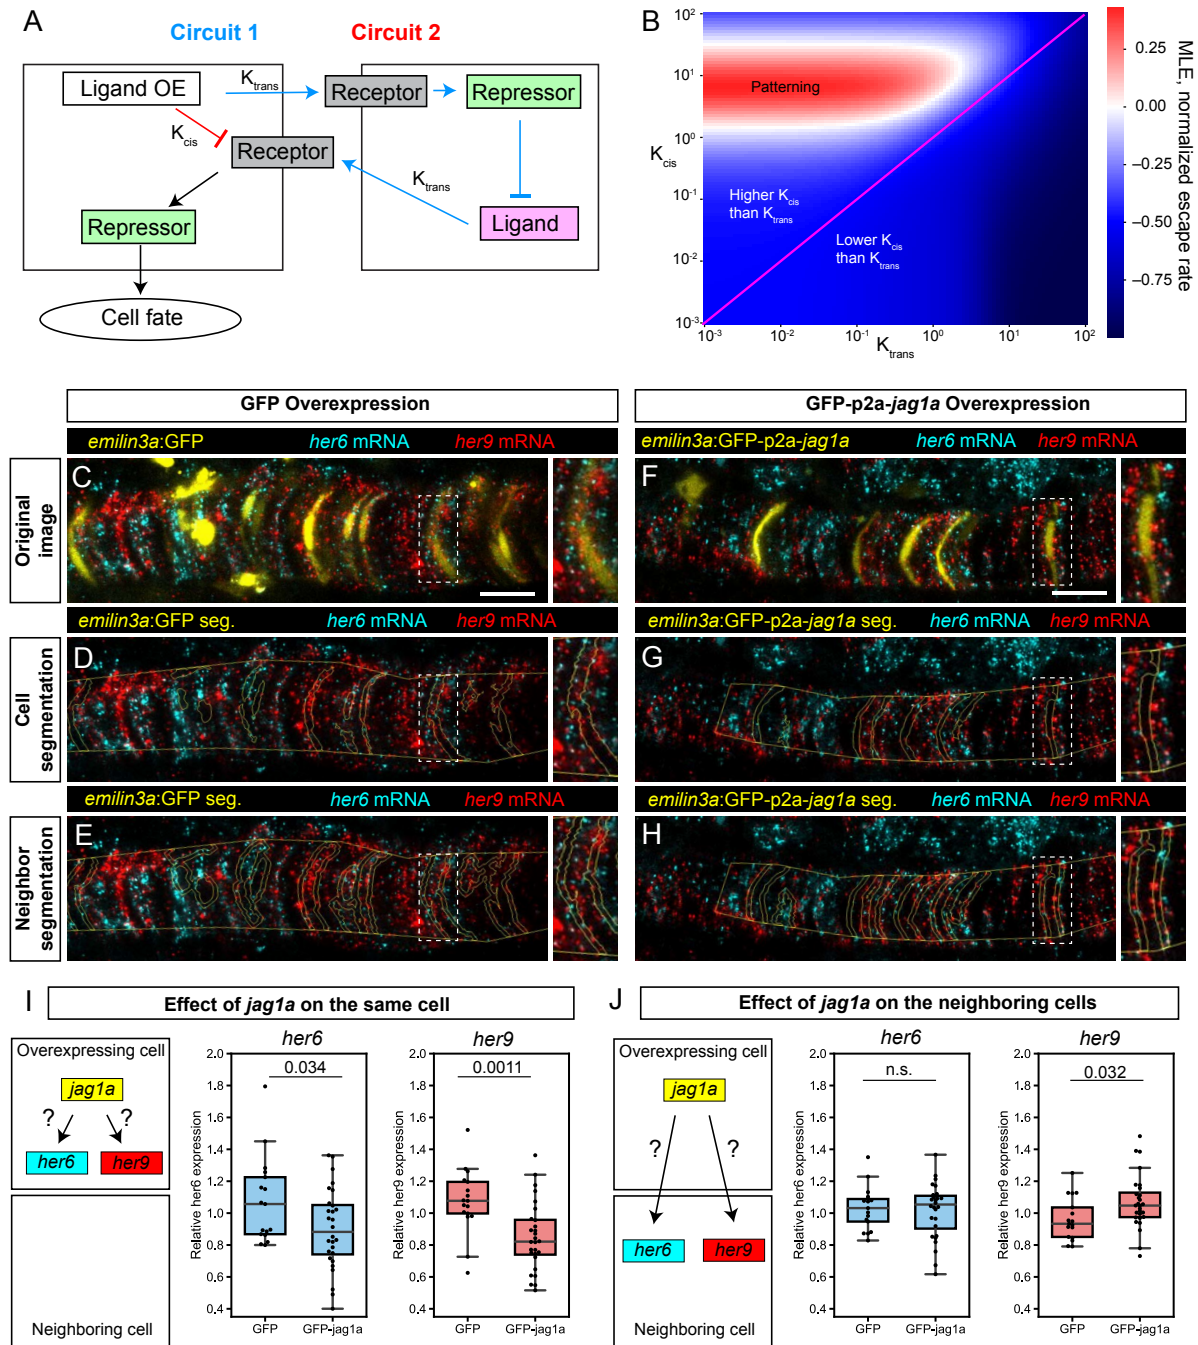 A
Circuit 1
Circuit 2
Ligand OE
Ktrans
Receptor
Repressor
Kcis
Receptor
Ktrans
Repressor
Ligand
Cell fate
B
10²
10¹
10⁰
Kcis
10⁻¹
10⁻²
10⁻³
Patterning
Higher Kcis
than Ktrans
Lower Kcis
than Ktrans
10⁻³
10⁻²
10⁻¹
10⁰
10¹
10²
Ktrans
0.25
0.00
−0.25
−0.50
−0.75
MLE, normalized escape rate
GFP Overexpression
GFP-p2a-jag1a Overexpression
emilin3a:GFP her6 mRNA her9 mRNA
emilin3a:GFP-p2a-jag1a her6 mRNA her9 mRNA
Original
image
C
F
emilin3a:GFP seg. her6 mRNA her9 mRNA
emilin3a:GFP-p2a-jag1a seg. her6 mRNA her9 mRNA
Cell
segmentation
D
G
emilin3a:GFP seg. her6 mRNA her9 mRNA
emilin3a:GFP-p2a-jag1a seg. her6 mRNA her9 mRNA
Neighbor
segmentation
E
H
I
Effect of jag1a on the same cell
Overexpressing cell
jag1a
? ?
her6 her9
Neighboring cell
her6
Relative her6 expression
2.0
1.8
1.6
1.4
1.2
1.0
0.8
0.6
0.4
0.034
GFP GFP-jag1a
her9
Relative her9 expression
2.0
1.8
1.6
1.4
1.2
1.0
0.8
0.6
0.4
0.0011
GFP GFP-jag1a
J
Effect of jag1a on the neighboring cells
Overexpressing cell
jag1a
? ?
her6 her9
Neighboring cell
her6
Relative her6 expression
2.0
1.8
1.6
1.4
1.2
1.0
0.8
0.6
0.4
n.s.
GFP GFP-jag1a
her9
Relative her9 expression
2.0
1.8
1.6
1.4
1.2
1.0
0.8
0.6
0.4
0.032
GFP GFP-jag1a